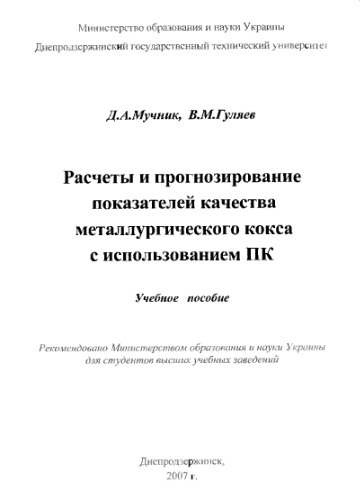 Министерство образования и науки Украины
Днепродзержинский государственный технический университет
Д.А.Мучник, В.М.Гуляев
Расчеты и прогнозирование
показателей качества
металлургического кокса
с использованием ПК
Учебное пособие
Рекомендовано Министерством образования и науки Украины
для студентов высших учебных заведений
Днепродзержинск,
2007 г.